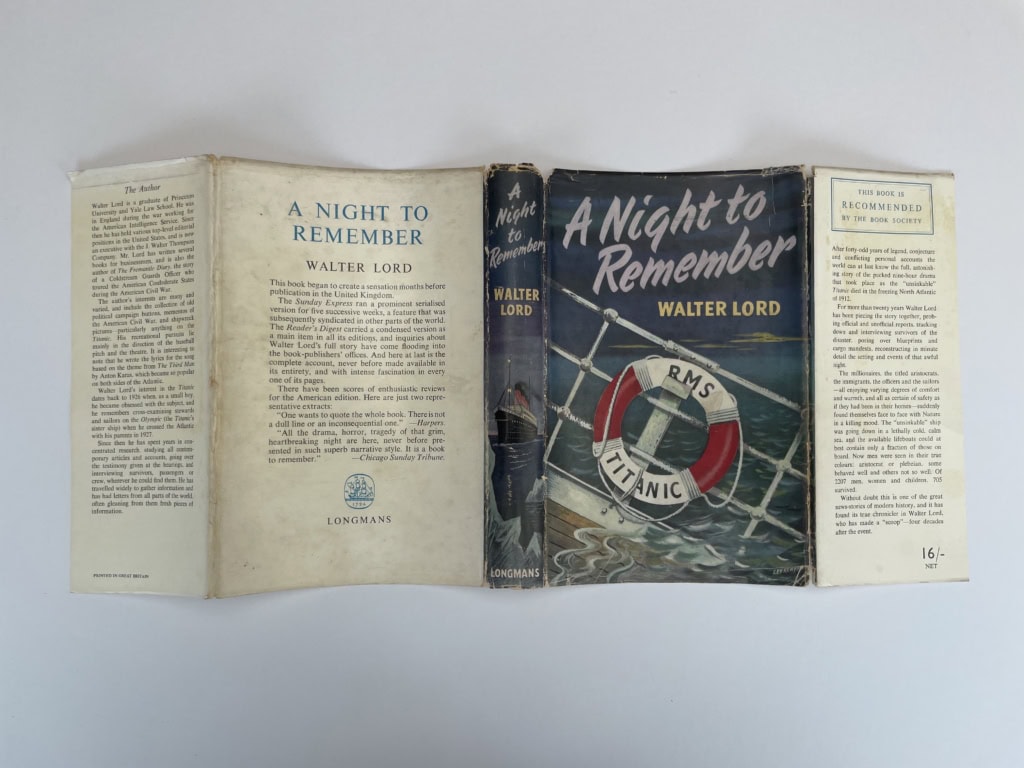 The Author
Walter Lord is a graduate of Princeton
University and Yale Law School. He was
in England during the war working for
the American Intelligence Service. Since
then he has held various top-level editorial
positions in the United States, and is now
an executive with the J. Walter Thompson
Company. Mr. Lord has written several
books for businessmen, and is also the
author of The Fremantle Diary, the story
of a Coldstream Guards Officer who
toured the American Confederate States
during the American Civil War.
The author's interests are many and
varied, and include the collection of old
political campaign buttons, mementos of
the American Civil War, and shipwreck
pictures—particularly anything on the
Titanic. His recreational pursuits lie
mainly in the direction of the baseball
pitch and the theatre. It is interesting to
note that he wrote the lyrics for the song
based on the theme from The Third Man
by Anton Karas, which became so popular
on both sides of the Atlantic.
Walter Lord's interest in the Titanic
dates back to 1926 when as a small boy,
he became obsessed with the subject, and
he remembers cross-examining stewards
and sailors on the Olympic (the Titanic's
sister ship) when he crossed the Atlantic
with his parents in 1927.
Since then he has spent years in con-
centrated research, studying all contem-
porary articles and accounts, going over
the testimony given at the hearings, and
interviewing survivors, passengers or
crew, wherever he could find them. He has
travelled widely to gather information and
has had letters from all parts of the world,
often gleaning from them fresh pieces of
information.
PRINTED IN GREAT BRITAIN
A NIGHT TO
REMEMBER
WALTER LORD
This book began to create a sensation months before
publication in the United Kingdom.
The Sunday Express ran a prominent serialised
version for five successive weeks, a feature that was
subsequently syndicated in other parts of the world.
The Reader's Digest carried a condensed version as
a main item in all its editions, and inquiries about
Walter Lord's full story have come flooding into
the book-publishers' offices. And here at last is the
complete account, never before made available in
its entirety, and with intense fascination in every
one of its pages.
There have been scores of enthusiastic reviews
for the American edition. Here are just two repre-
sentative extracts:
"One wants to quote the whole book. There is not
a dull line or an inconsequential one." —Harpers.
"All the drama, horror, tragedy of that grim,
heartbreaking night are here, never before pre-
sented in such superb narrative style. It is a book
to remember." —Chicago Sunday Tribune.
1724
LONGMANS
A
Night
to
Remember
WALTER
LORD
LONGMANS
A Night to
Remember
WALTER LORD
RMS
TITANIC
THIS BOOK IS
RECOMMENDED
BY THE BOOK SOCIETY
After forty-odd years of legend, conjecture
and conflicting personal accounts the
world can at last know the full, astonish-
ing story of the packed nine-hour drama
that took place as the "unsinkable"
Titanic died in the freezing North Atlantic
of 1912.
For more than twenty years Walter Lord
has been piecing the story together, prob-
ing official and unofficial reports, tracking
down and interviewing survivors of the
disaster, poring over blueprints and
cargo manifests, reconstructing in minute
detail the setting and events of that awful
night.
The millionaires, the titled aristocrats,
the immigrants, the officers and the sailors
—all enjoying varying degrees of comfort
and warmth, and all as certain of safety as
if they had been in their homes—suddenly
found themselves face to face with Nature
in a killing mood. The "unsinkable" ship
was going down in a lethally cold, calm
sea, and the available lifeboats could at
best contain only a fraction of those on
board. Now men were seen in their true
colours: aristocrat or plebeian, some
behaved well and others not so well. Of
2207 men, women and children, 705
survived.
Without doubt this is one of the great
news-stories of modern history, and it has
found its true chronicler in Walter Lord,
who has made a "scoop"—four decades
after the event.
16/-
NET